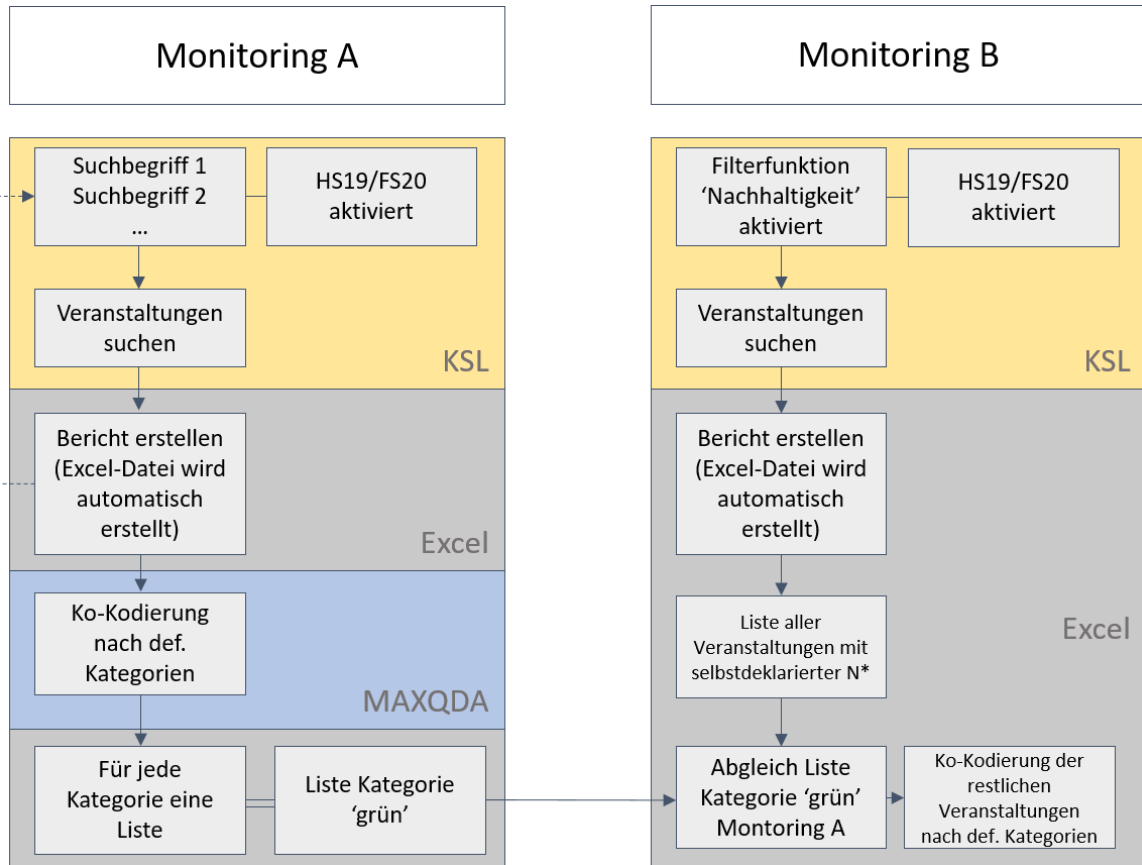 Monitoring A
Suchbegriff 1
Suchbegriff 2
...
HS19/FS20
aktiviert
Veranstaltungen
suchen
KSL
Bericht erstellen
(Excel-Datei wird
automatisch
erstellt)
Excel
Ko-Kodierung
nach def.
Kategorien
MAXQDA
Für jede
Kategorie eine
Liste
Liste Kategorie
‘grün’
Monitoring B
Filterfunktion
‘Nachhaltigkeit’
aktiviert
HS19/FS20
aktiviert
Veranstaltungen
suchen
KSL
Bericht erstellen
(Excel-Datei wird
automatisch
erstellt)
Liste aller
Veranstaltungen mit
selbstdeklarierter N*
Excel
Abgleich Liste
Kategorie ‘grün’
Montoring A
Ko-Kodierung der
restlichen
Veranstaltungen
nach def. Kategorien